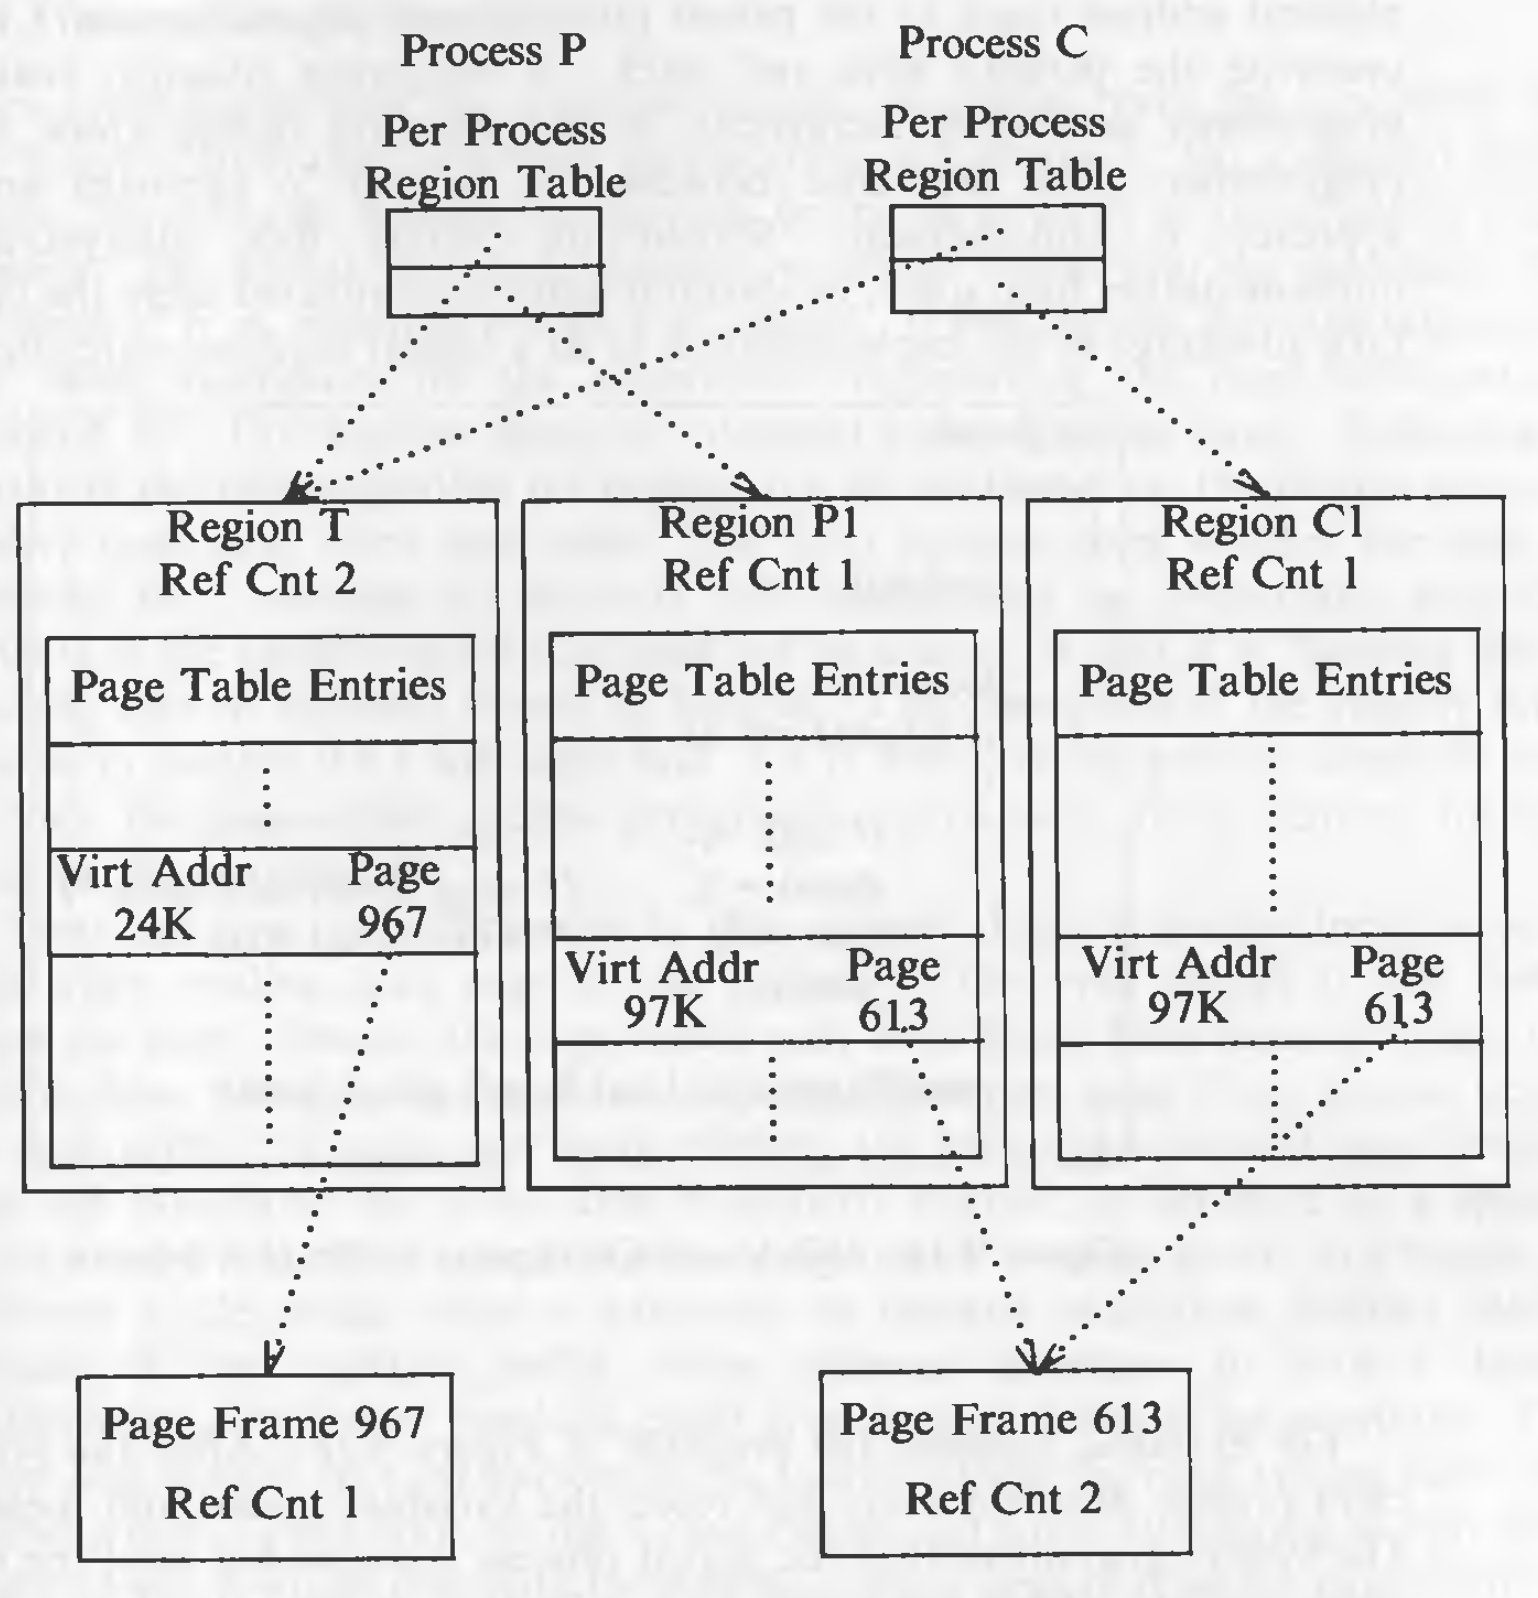 Process P
Process C
Per Process
Region Table
Per Process
Region Table
Region T
Ref Cnt 2
Region P1
Ref Cnt 1
Region C1
Ref Cnt 1
Page Table Entries
Page Table Entries
Page Table Entries
Virt Addr Page
24K 967
Virt Addr Page
97K 613
Virt Addr Page
97K 613
Page Frame 967
Ref Cnt 1
Page Frame 613
Ref Cnt 2